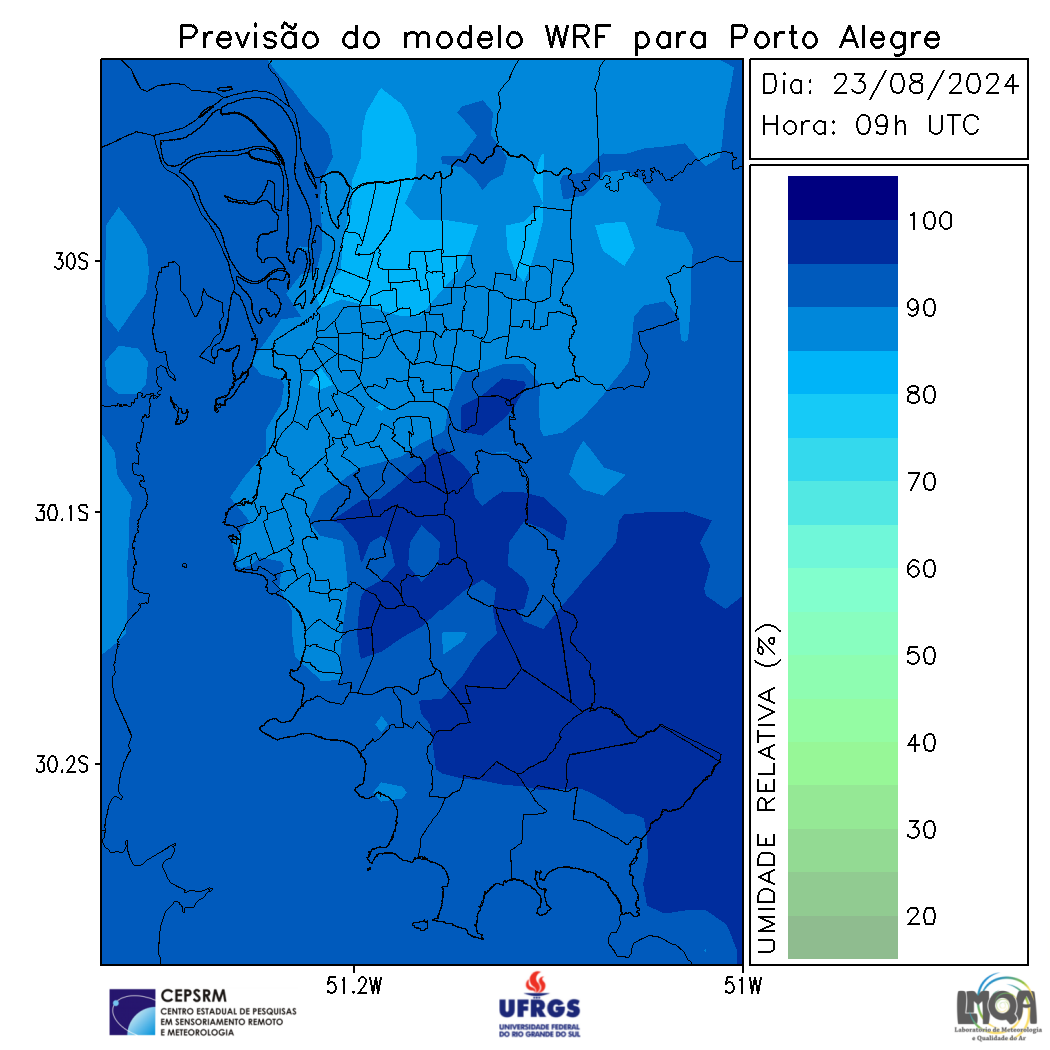 Previsão do modelo WRF para Porto Alegre
Dia: 23/08/2024
Hora: 09h UTC
30S
30.1S
30.2S
51.2W
51W
UMIDADE RELATIVA (%)
100
90
80
70
60
50
40
30
20
CEPSRM
CENTRO ESTADUAL DE PESQUISAS
EM SENSORIAMENTO REMOTO
E METEOROLOGIA
UFRGS
UNIVERSIDADE FEDERAL
DO RIO GRANDE DO SUL
LMQA
Laboratório de Meteorologia
e Qualidade do Ar